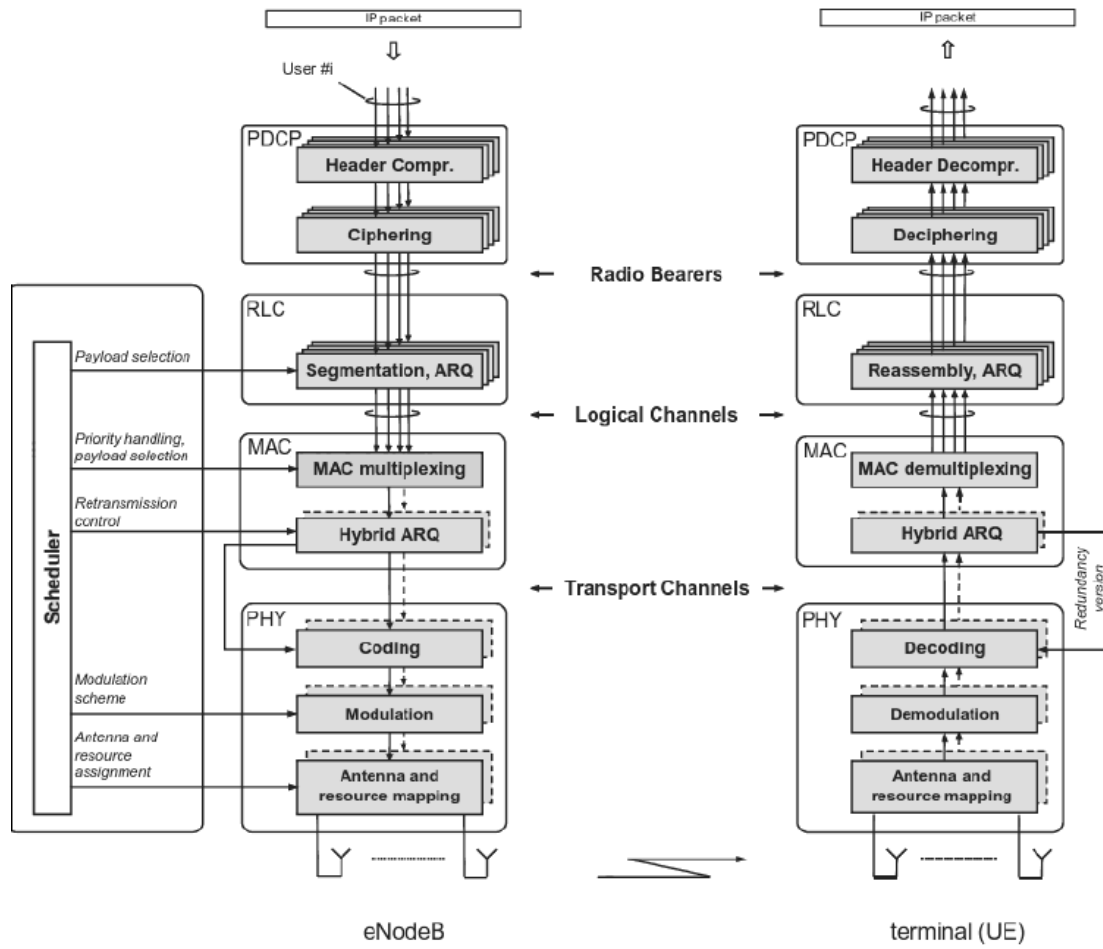 IP packet
IP packet
User #i
PDCP
Header Compr.
Ciphering
PDCP
Header Decompr.
Deciphering
Radio Bearers
RLC
Segmentation, ARQ
RLC
Reassembly, ARQ
Payload selection
Logical Channels
Priority handling,
payload selection
MAC
MAC multiplexing
MAC
MAC demultiplexing
Retransmission
control
Hybrid ARQ
Hybrid ARQ
Scheduler
Transport Channels
Redundancy
version
PHY
Coding
PHY
Decoding
Modulation
scheme
Modulation
Demodulation
Antenna and
resource
assignment
Antenna and
resource mapping
Antenna and
resource mapping
eNodeB
terminal (UE)